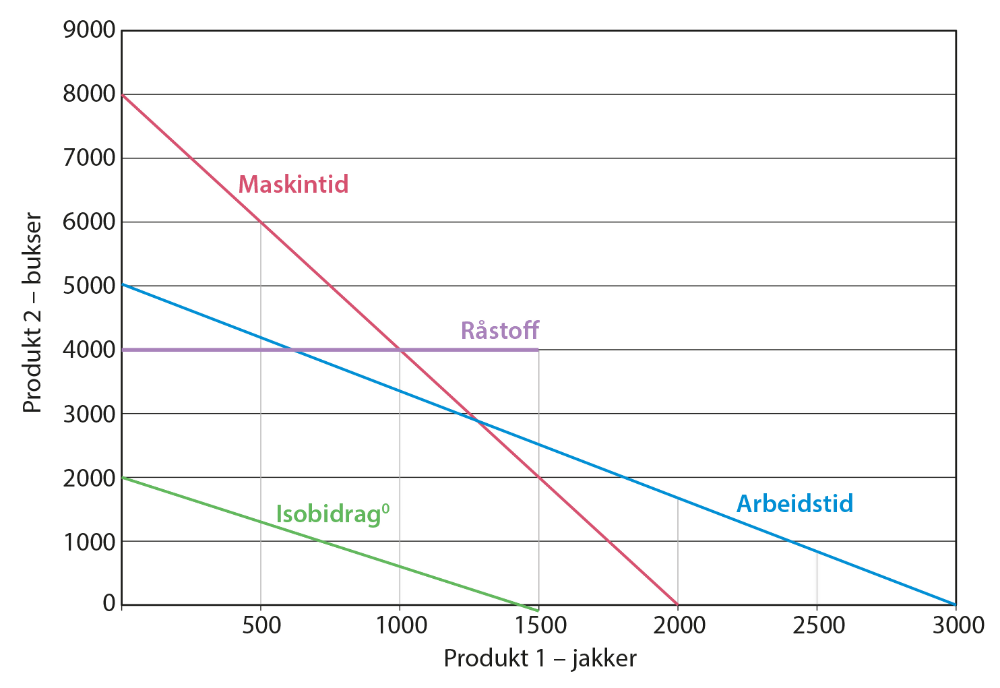 9000
8000
7000
6000
5000
4000
3000
2000
1000
0
Produkt 2 – bukser
Maskintid
Råstoff
Isobidrag⁰
Arbeidstid
500
1000
1500
2000
2500
3000
Produkt 1 – jakker